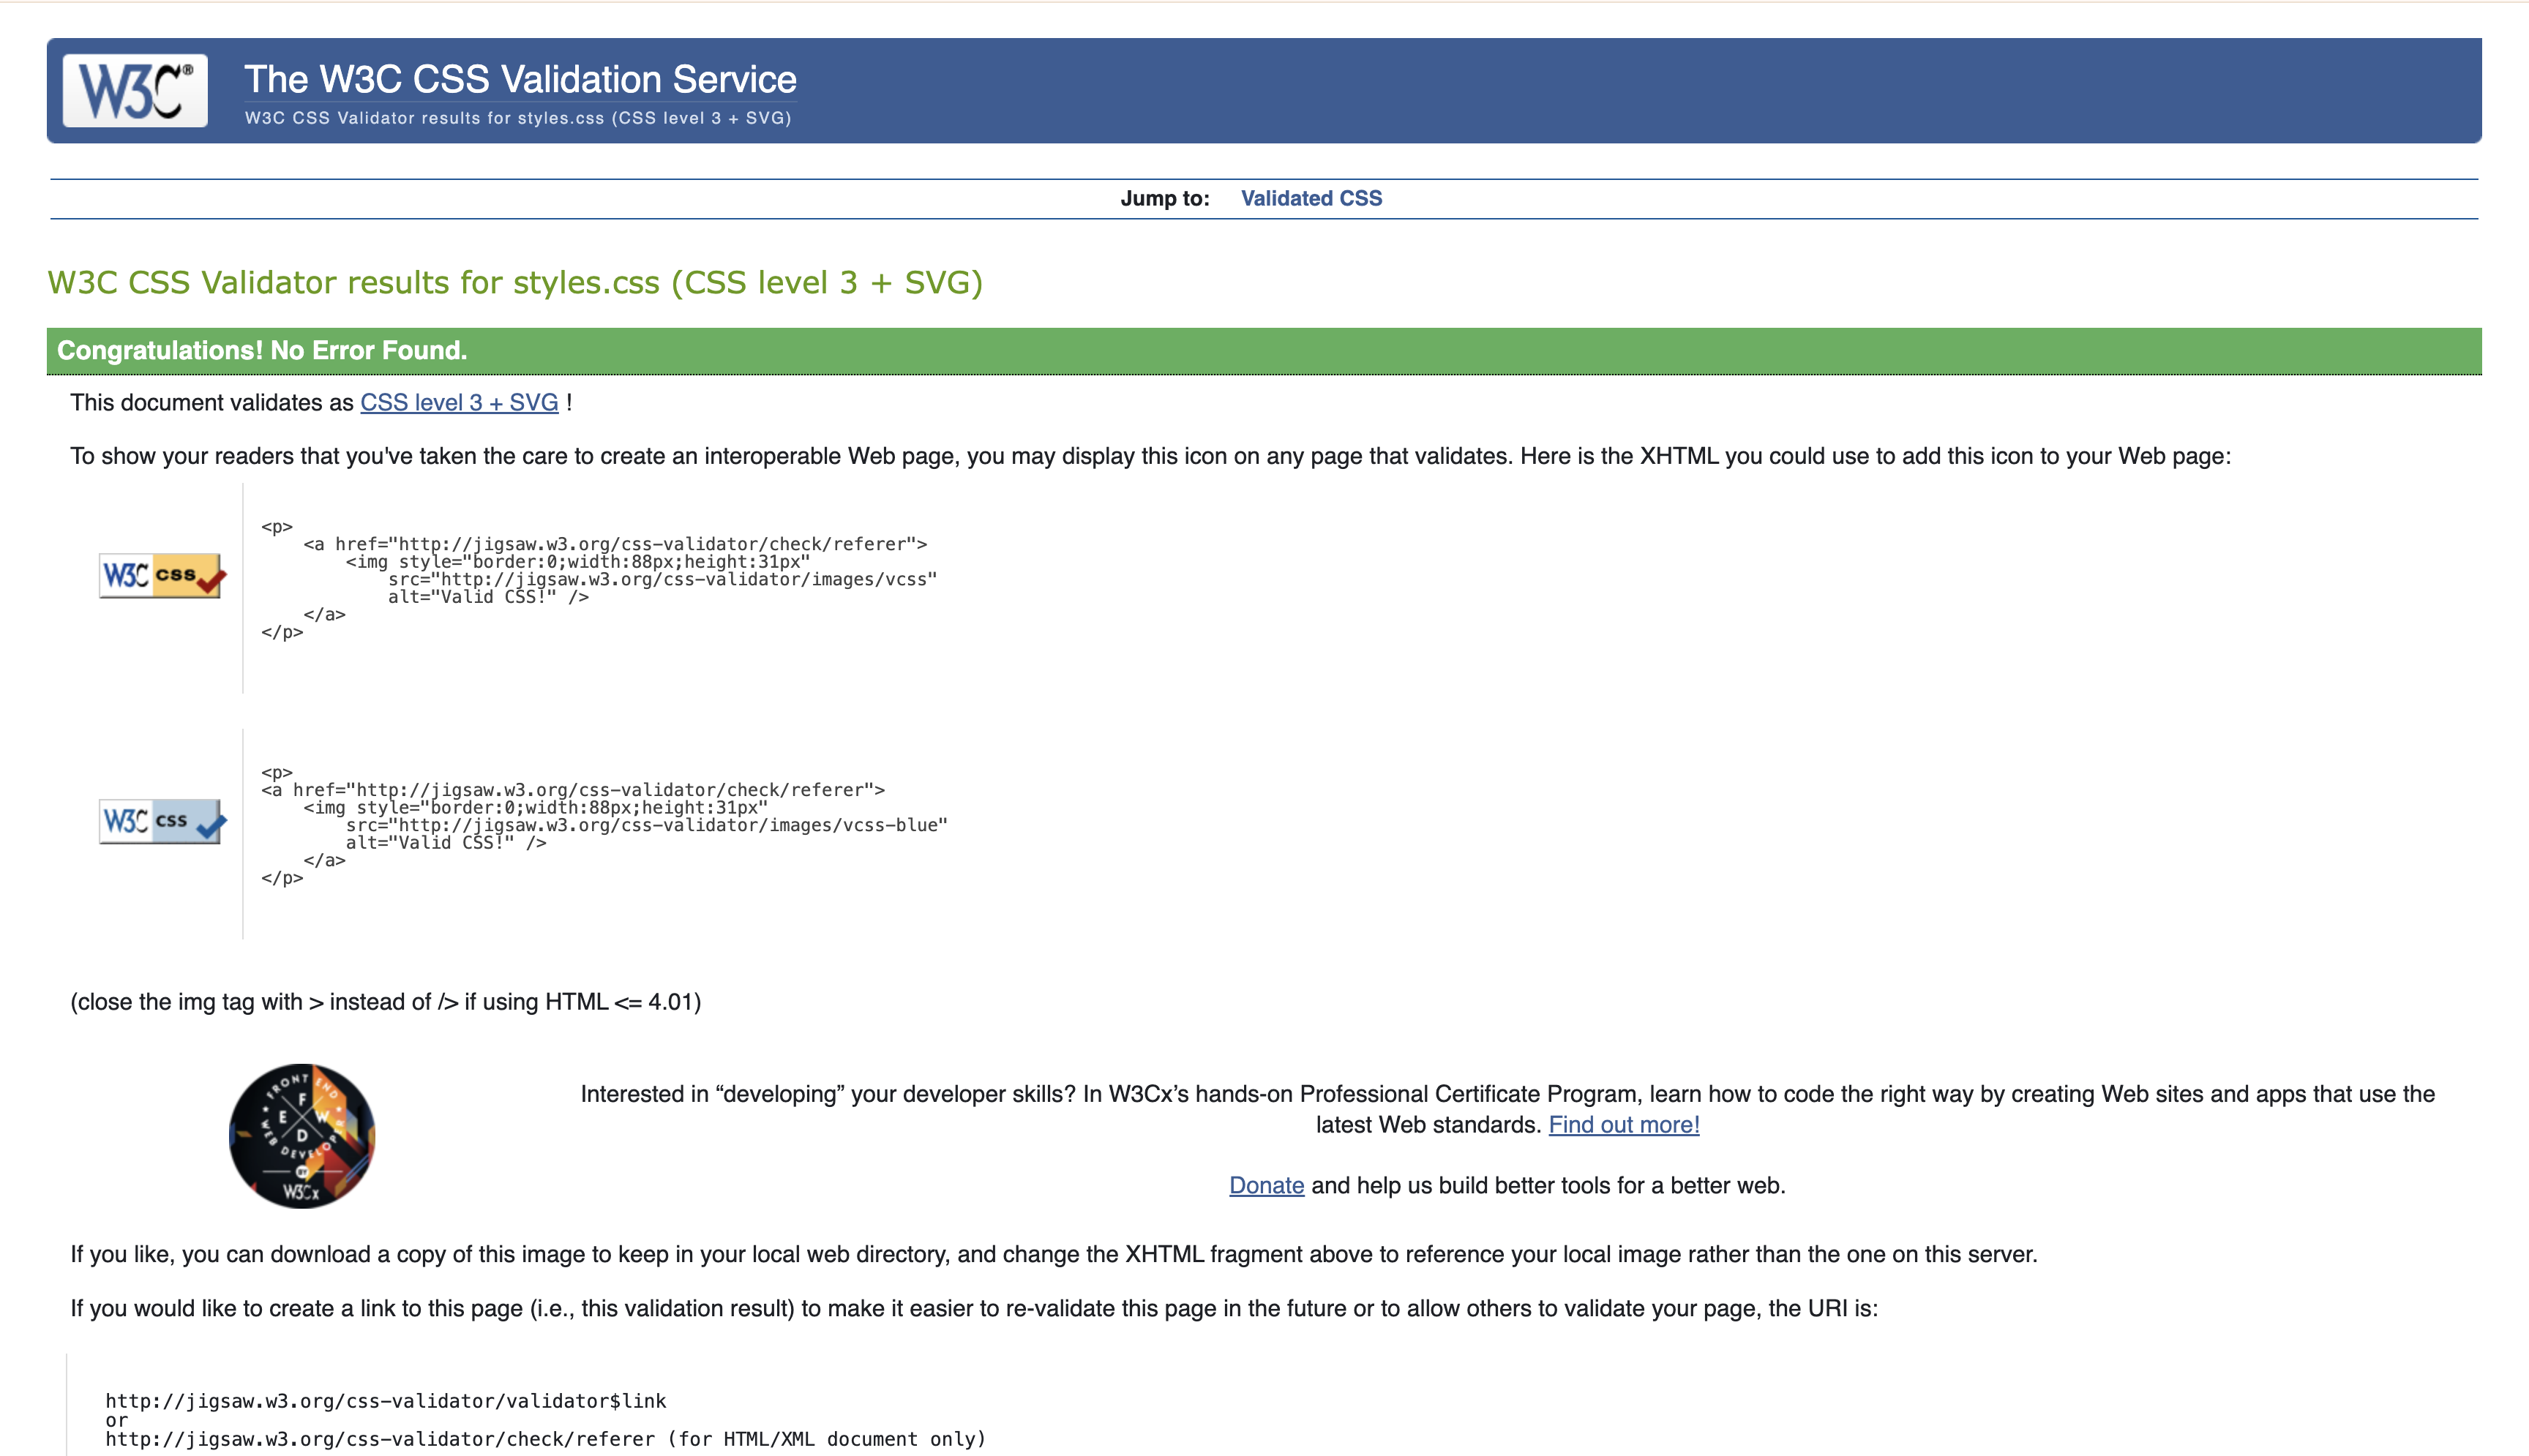 W3C®
The W3C CSS Validation Service
W3C CSS Validator results for styles.css (CSS level 3 + SVG)
Jump to: Validated CSS
W3C CSS Validator results for styles.css (CSS level 3 + SVG)
Congratulations! No Error Found.
This document validates as CSS level 3 + SVG !
To show your readers that you've taken the care to create an interoperable Web page, you may display this icon on any page that validates. Here is the XHTML you could use to add this icon to your Web page:
W3C css
<p>
<a href="http://jigsaw.w3.org/css-validator/check/referer">
<img style="border:0;width:88px;height:31px"
src="http://jigsaw.w3.org/css-validator/images/vcss"
alt="Valid CSS!" />
</a>
</p>
W3C css
<p>
<a href="http://jigsaw.w3.org/css-validator/check/referer">
<img style="border:0;width:88px;height:31px"
src="http://jigsaw.w3.org/css-validator/images/vcss-blue"
alt="Valid CSS!" />
</a>
</p>
(close the img tag with > instead of /> if using HTML <= 4.01)
FRONT END
F E W D
WEB DEVELOPER
BY
W3Cx
Interested in “developing” your developer skills? In W3Cx’s hands-on Professional Certificate Program, learn how to code the right way by creating Web sites and apps that use the
latest Web standards. Find out more!
Donate and help us build better tools for a better web.
If you like, you can download a copy of this image to keep in your local web directory, and change the XHTML fragment above to reference your local image rather than the one on this server.
If you would like to create a link to this page (i.e., this validation result) to make it easier to re-validate this page in the future or to allow others to validate your page, the URI is:
http://jigsaw.w3.org/css-validator/validator$link
or
http://jigsaw.w3.org/css-validator/check/referer (for HTML/XML document only)